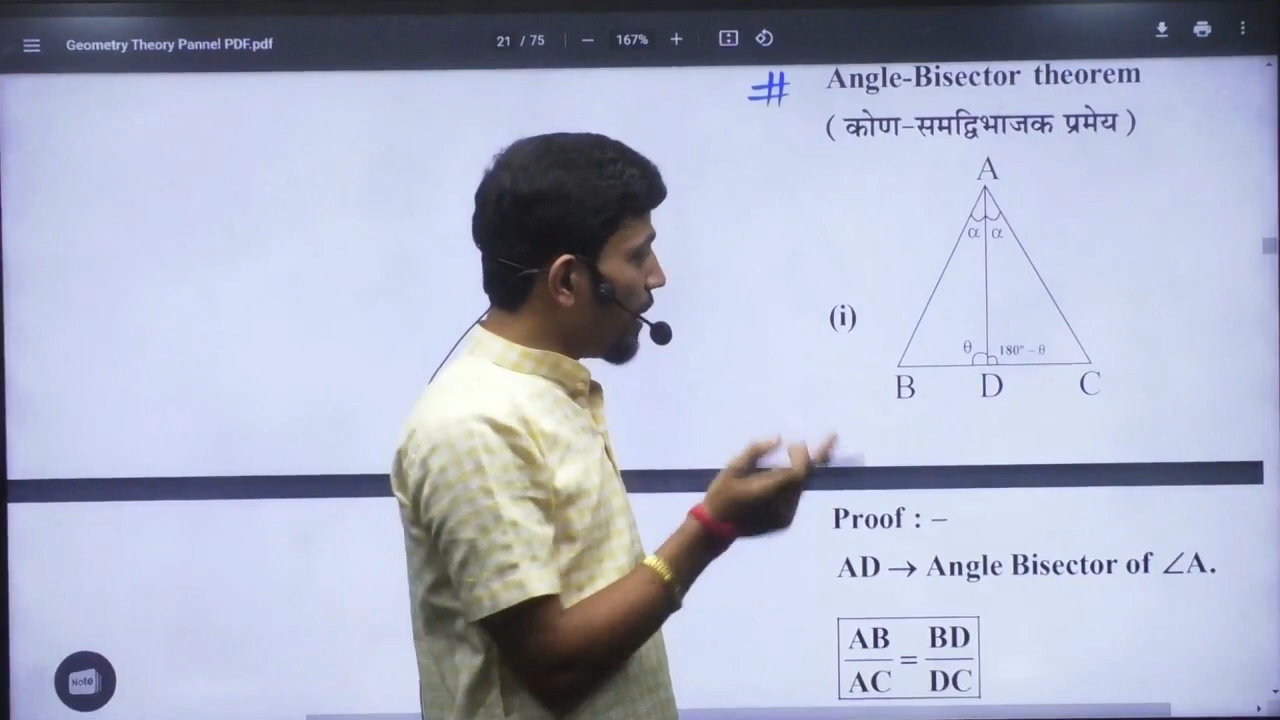 Geometry Theory Pannel PDF.pdf
21 / 75
167%
# Angle-Bisector theorem
( कोण-समद्विभाजक प्रमेय )
A
α α
(i)
θ 180° – θ
B D C
Proof : –
AD → Angle Bisector of ∠A.
AB/AC = BD/DC
Note